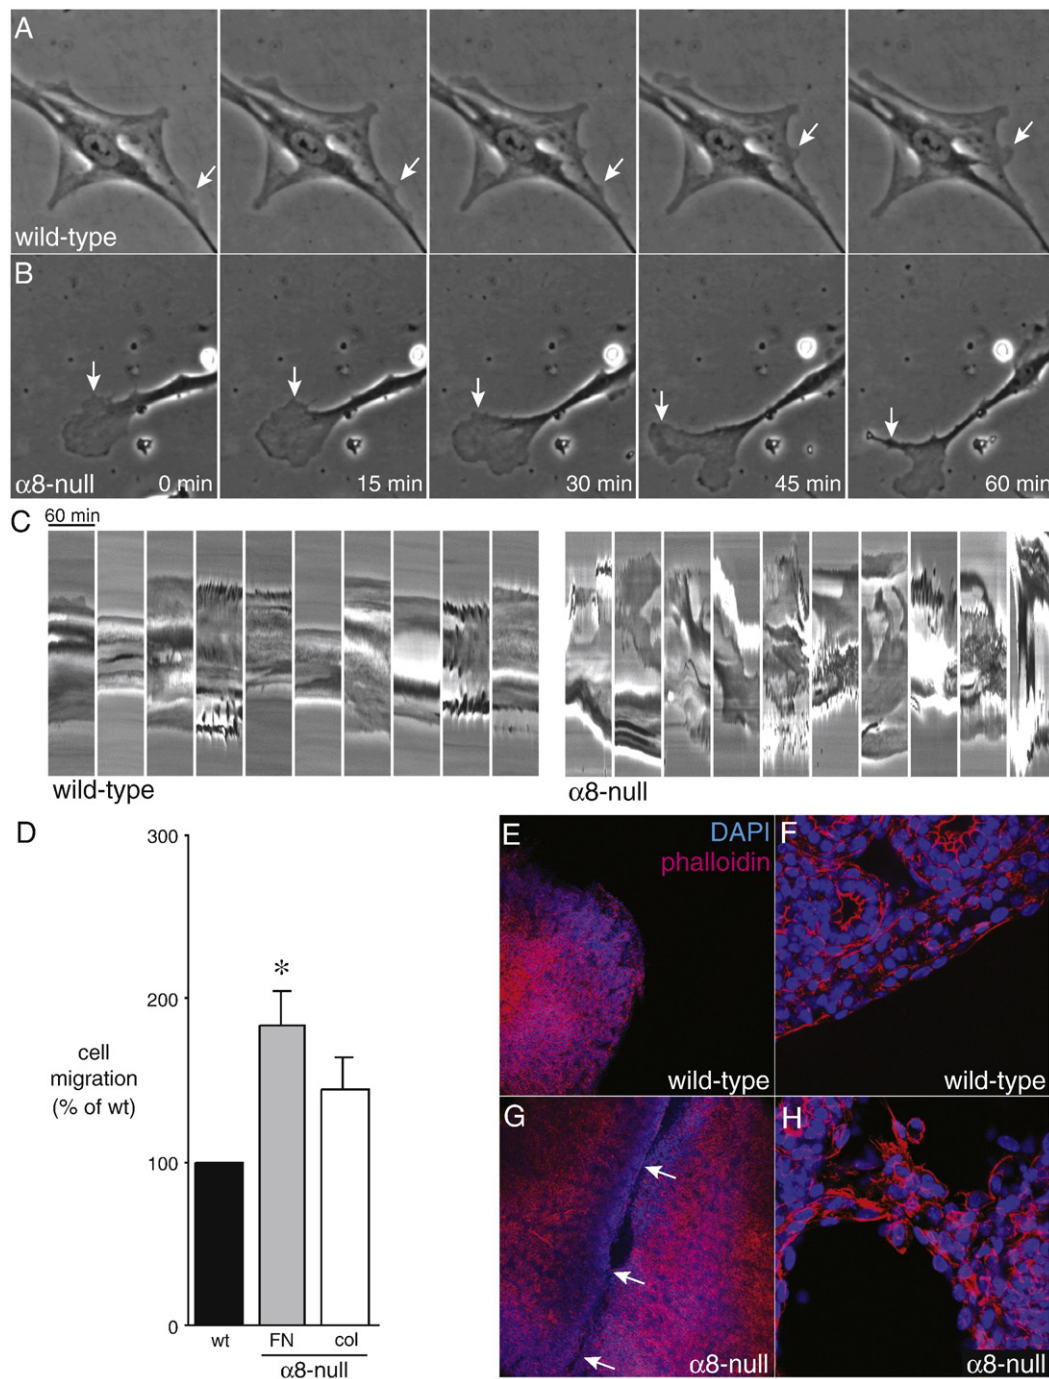 A
wild-type
B
α8-null
0 min
15 min
30 min
45 min
60 min
C
60 min
wild-type
α8-null
D
300
200
100
0
cell
migration
(% of wt)
*
wt
FN
col
α8-null
E
DAPI
phalloidin
wild-type
F
wild-type
G
α8-null
H
α8-null